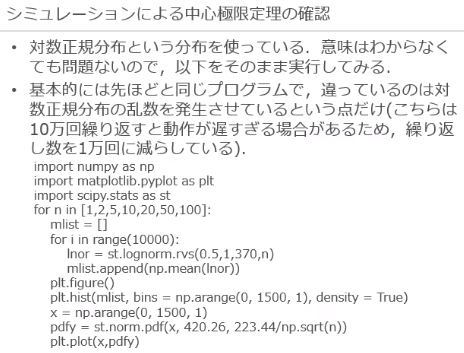 シミュレーションによる中心極限定理の確認
• 対数正規分布という分布を使っている．意味はわからなく
ても問題ないので，以下をそのまま実行してみる．
• 基本的には先ほどと同じプログラムで，違っているのは対
数正規分布の乱数を発生させているという点だけ(こちらは
10万回繰り返すと動作が遅すぎる場合があるため，繰り返
し数を1万回に減らしている)．
import numpy as np
import matplotlib.pyplot as plt
import scipy.stats as st
for n in [1,2,5,10,20,50,100]:
mlist = []
for i in range(10000):
lnor = st.lognorm.rvs(0.5,1,370,n)
mlist.append(np.mean(lnor))
plt.figure()
plt.hist(mlist, bins = np.arange(0, 1500, 1), density = True)
x = np.arange(0, 1500, 1)
pdfy = st.norm.pdf(x, 420.26, 223.44/np.sqrt(n))
plt.plot(x,pdfy)